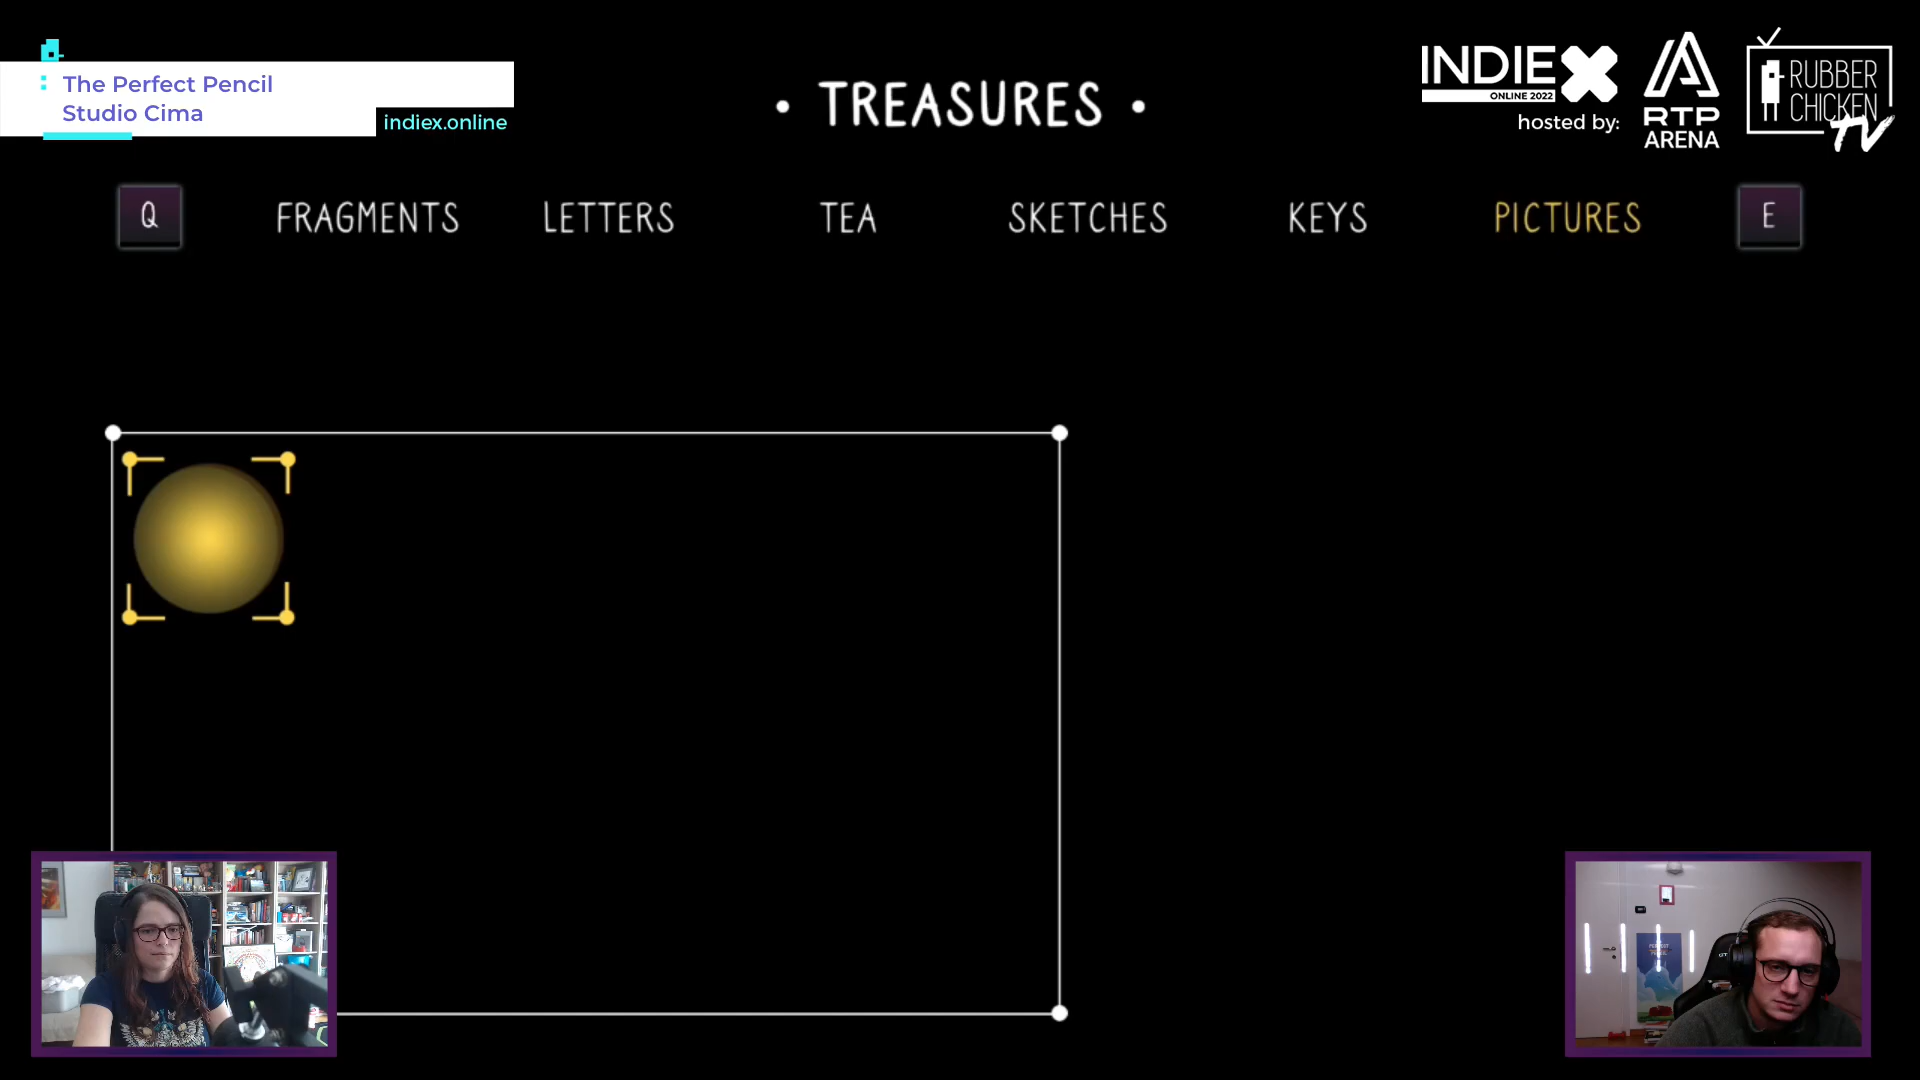 The Perfect Pencil
Studio Cima
indiex.online
• TREASURES •
INDIE X
ONLINE 2022
hosted by:
RTP
ARENA
RUBBER
CHICKEN
TV
Q
FRAGMENTS
LETTERS
TEA
SKETCHES
KEYS
PICTURES
E